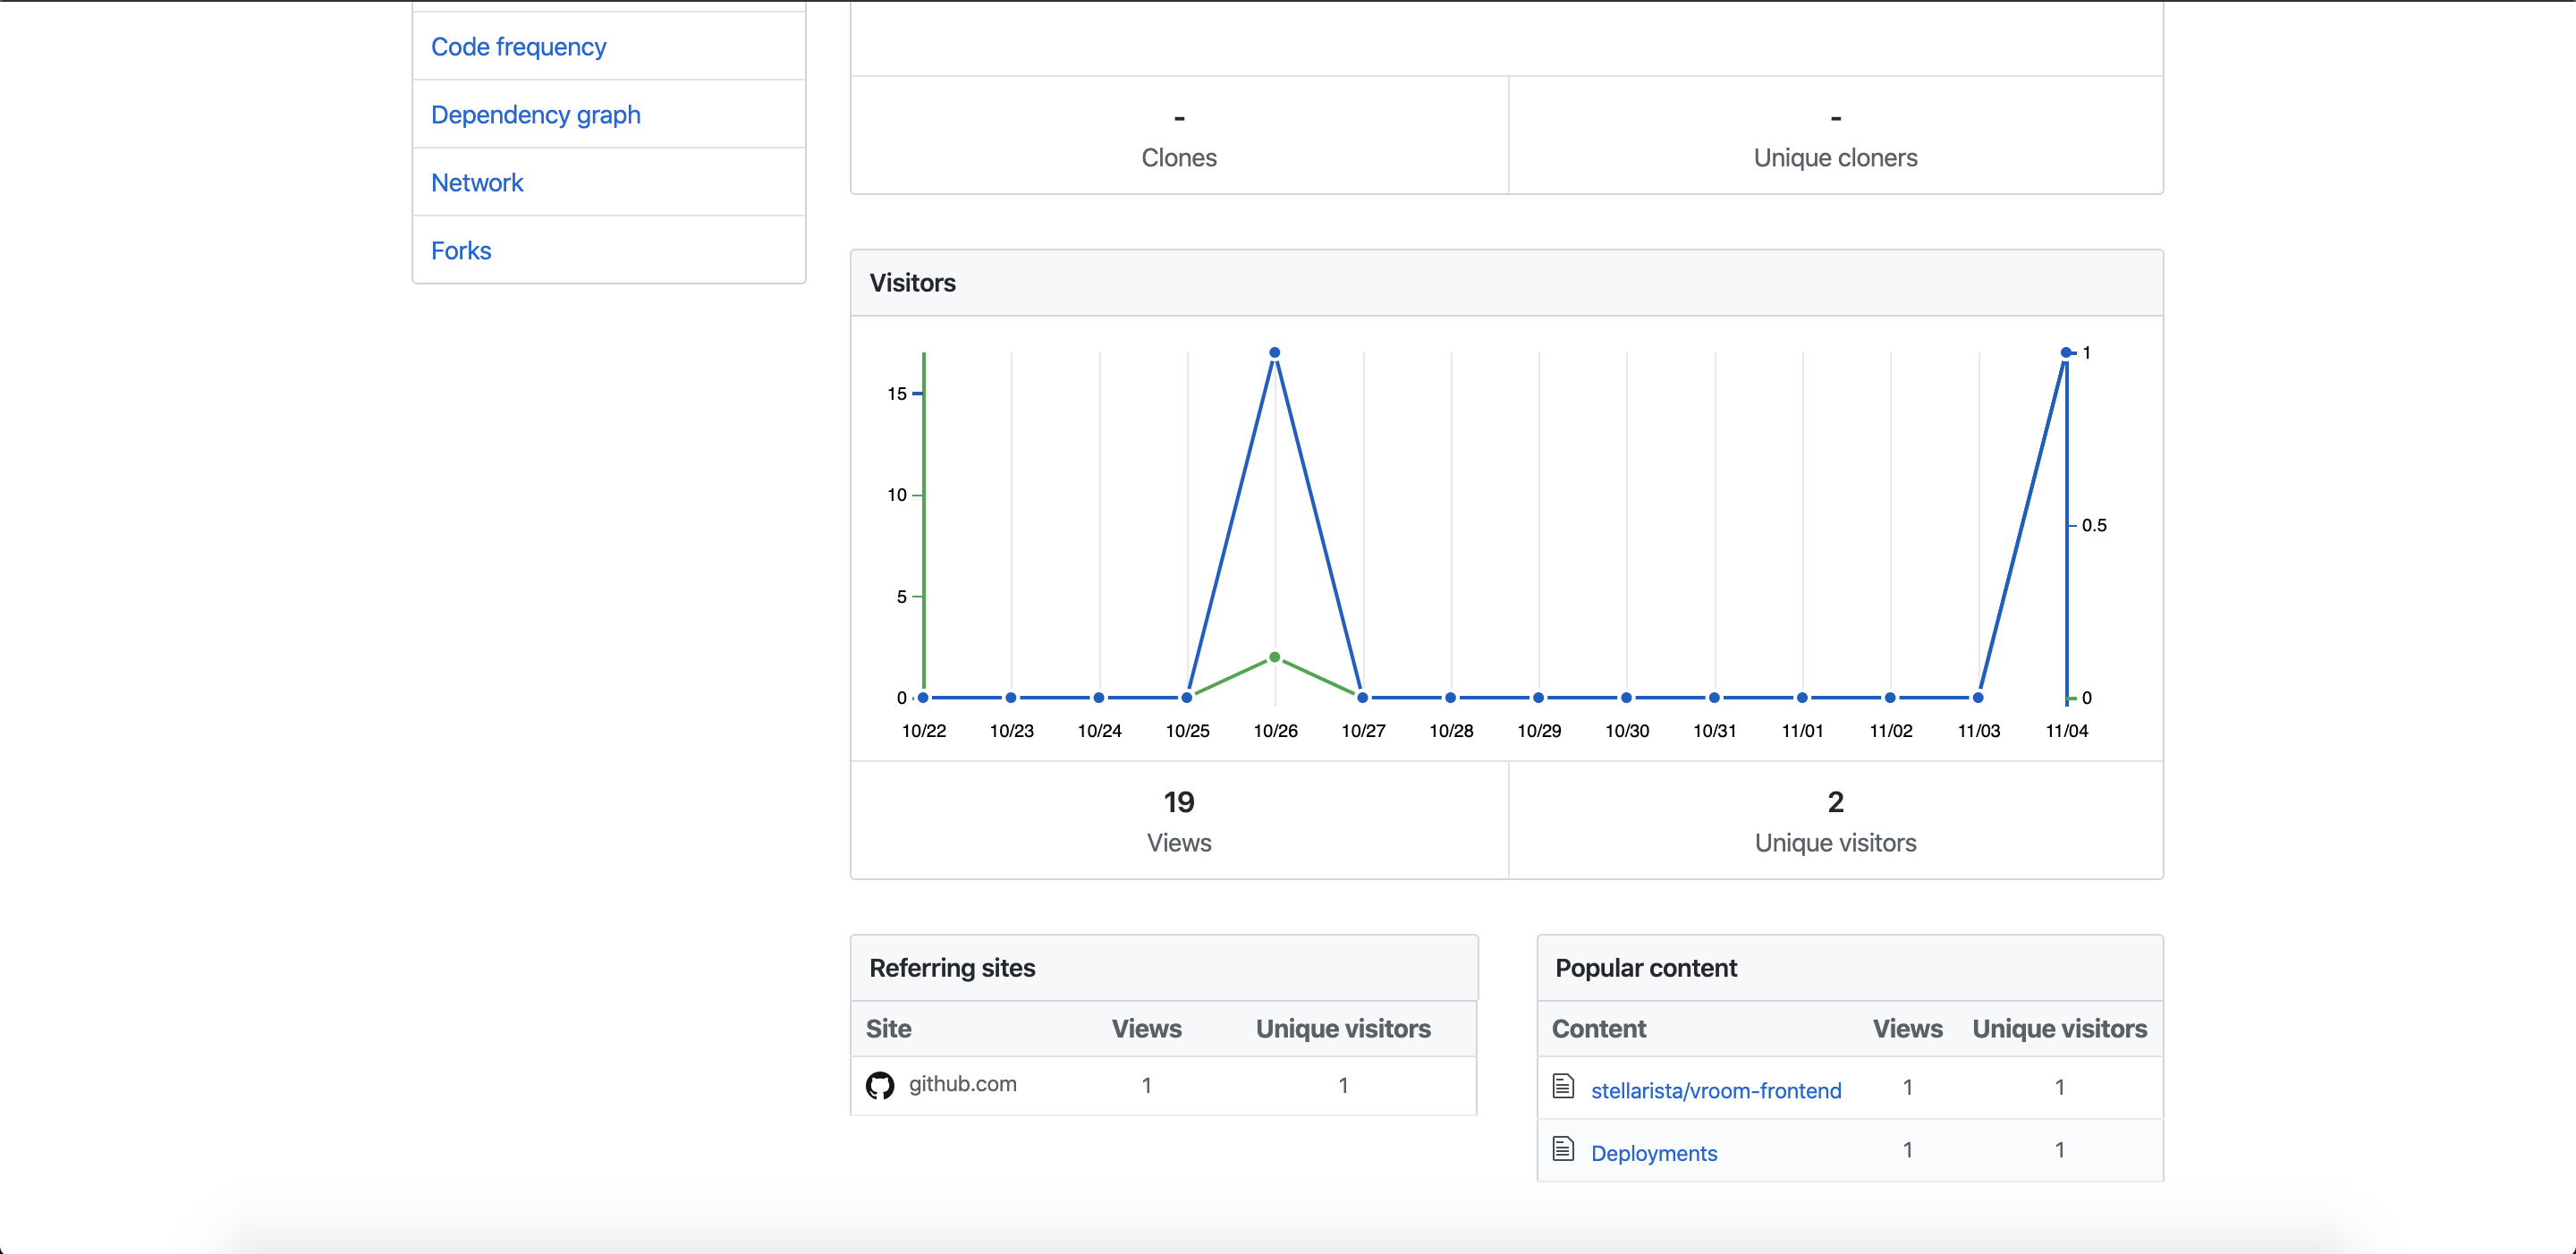 Code frequency
Dependency graph
Network
Forks
-
Clones
-
Unique cloners
Visitors
15
10
5
0
1
0.5
0
10/22 10/23 10/24 10/25 10/26 10/27 10/28 10/29 10/30 10/31 11/01 11/02 11/03 11/04
19
Views
2
Unique visitors
Referring sites
Site Views Unique visitors
github.com 1 1
Popular content
Content Views Unique visitors
stellarista/vroom-frontend 1 1
Deployments 1 1